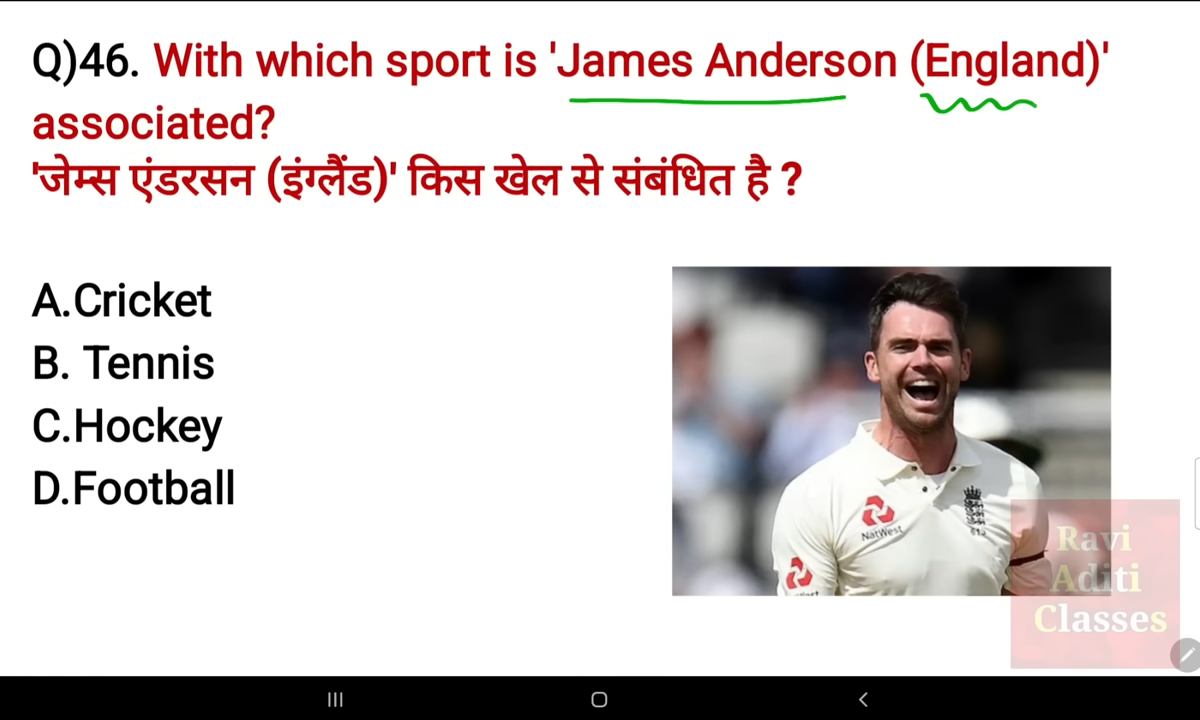 Q)46. With which sport is 'James Anderson (England)'
associated?
'जेम्स एंडरसन (इंग्लैंड)' किस खेल से संबंधित है ?
A.Cricket
B. Tennis
C.Hockey
D.Football
NatWest
Ravi
Aditi
Classes